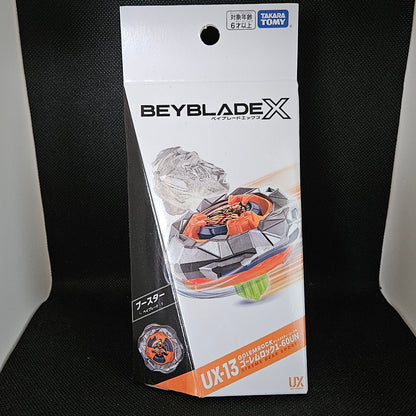 対象年齢
6才以上
TAKARA
TOMY
BEYBLADE X
ベイブレードエックス
ブースター
UX-13
GOLEMROCK
ゴーレムロック1-60UN
UX